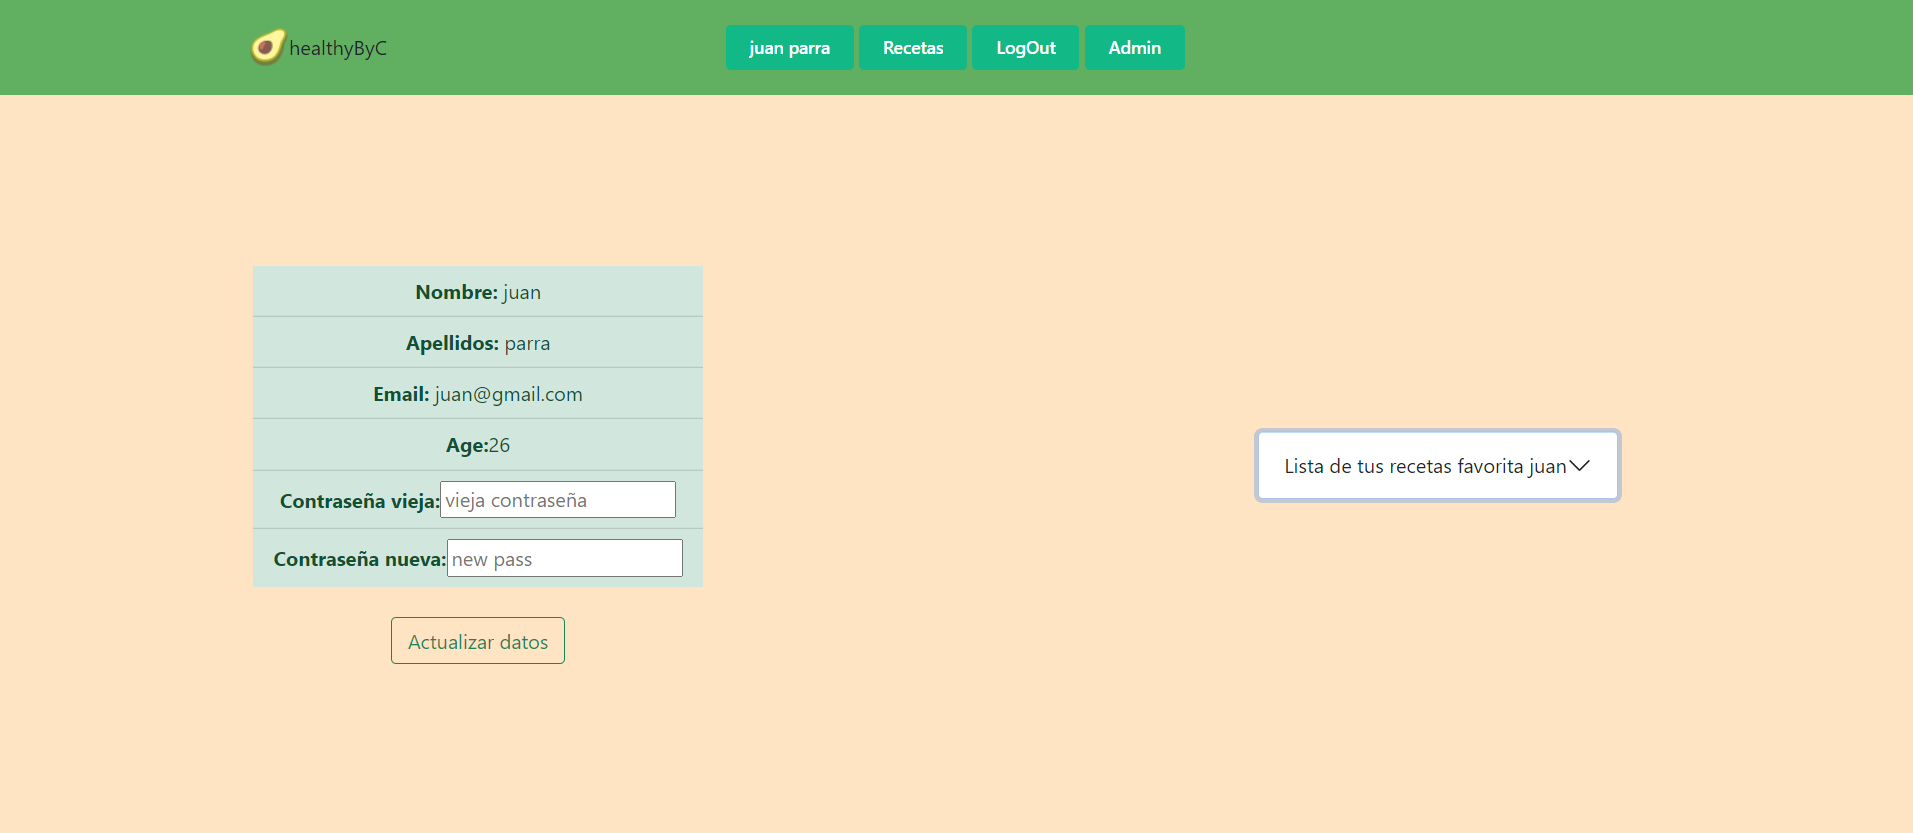 healthyByC
juan parra
Recetas
LogOut
Admin
Nombre: juan
Apellidos: parra
Email: juan@gmail.com
Age:26
Contraseña vieja:vieja contraseña
Contraseña nueva:new pass
Actualizar datos
Lista de tus recetas favorita juan